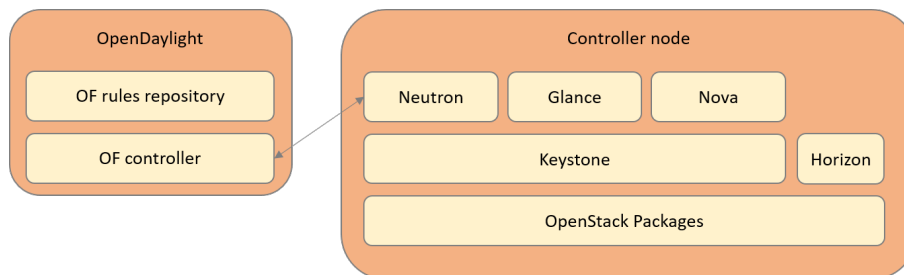 OpenDaylight
OF rules repository
OF controller
Controller node
Neutron
Glance
Nova
Keystone
Horizon
OpenStack Packages